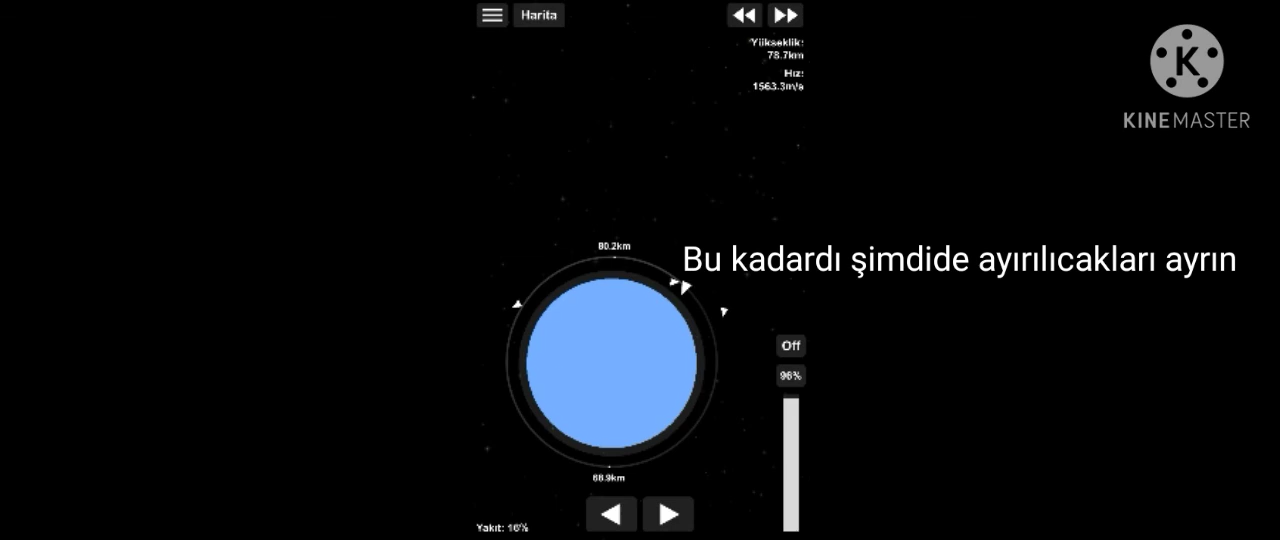 Harita
Yükseklik:
78.7km
Hız:
1563.3m/s
KINEMASTER
80.2km
Bu kadardı şimdide ayırılıcakları ayrın
Off
96%
68.9km
Yakıt: 16%